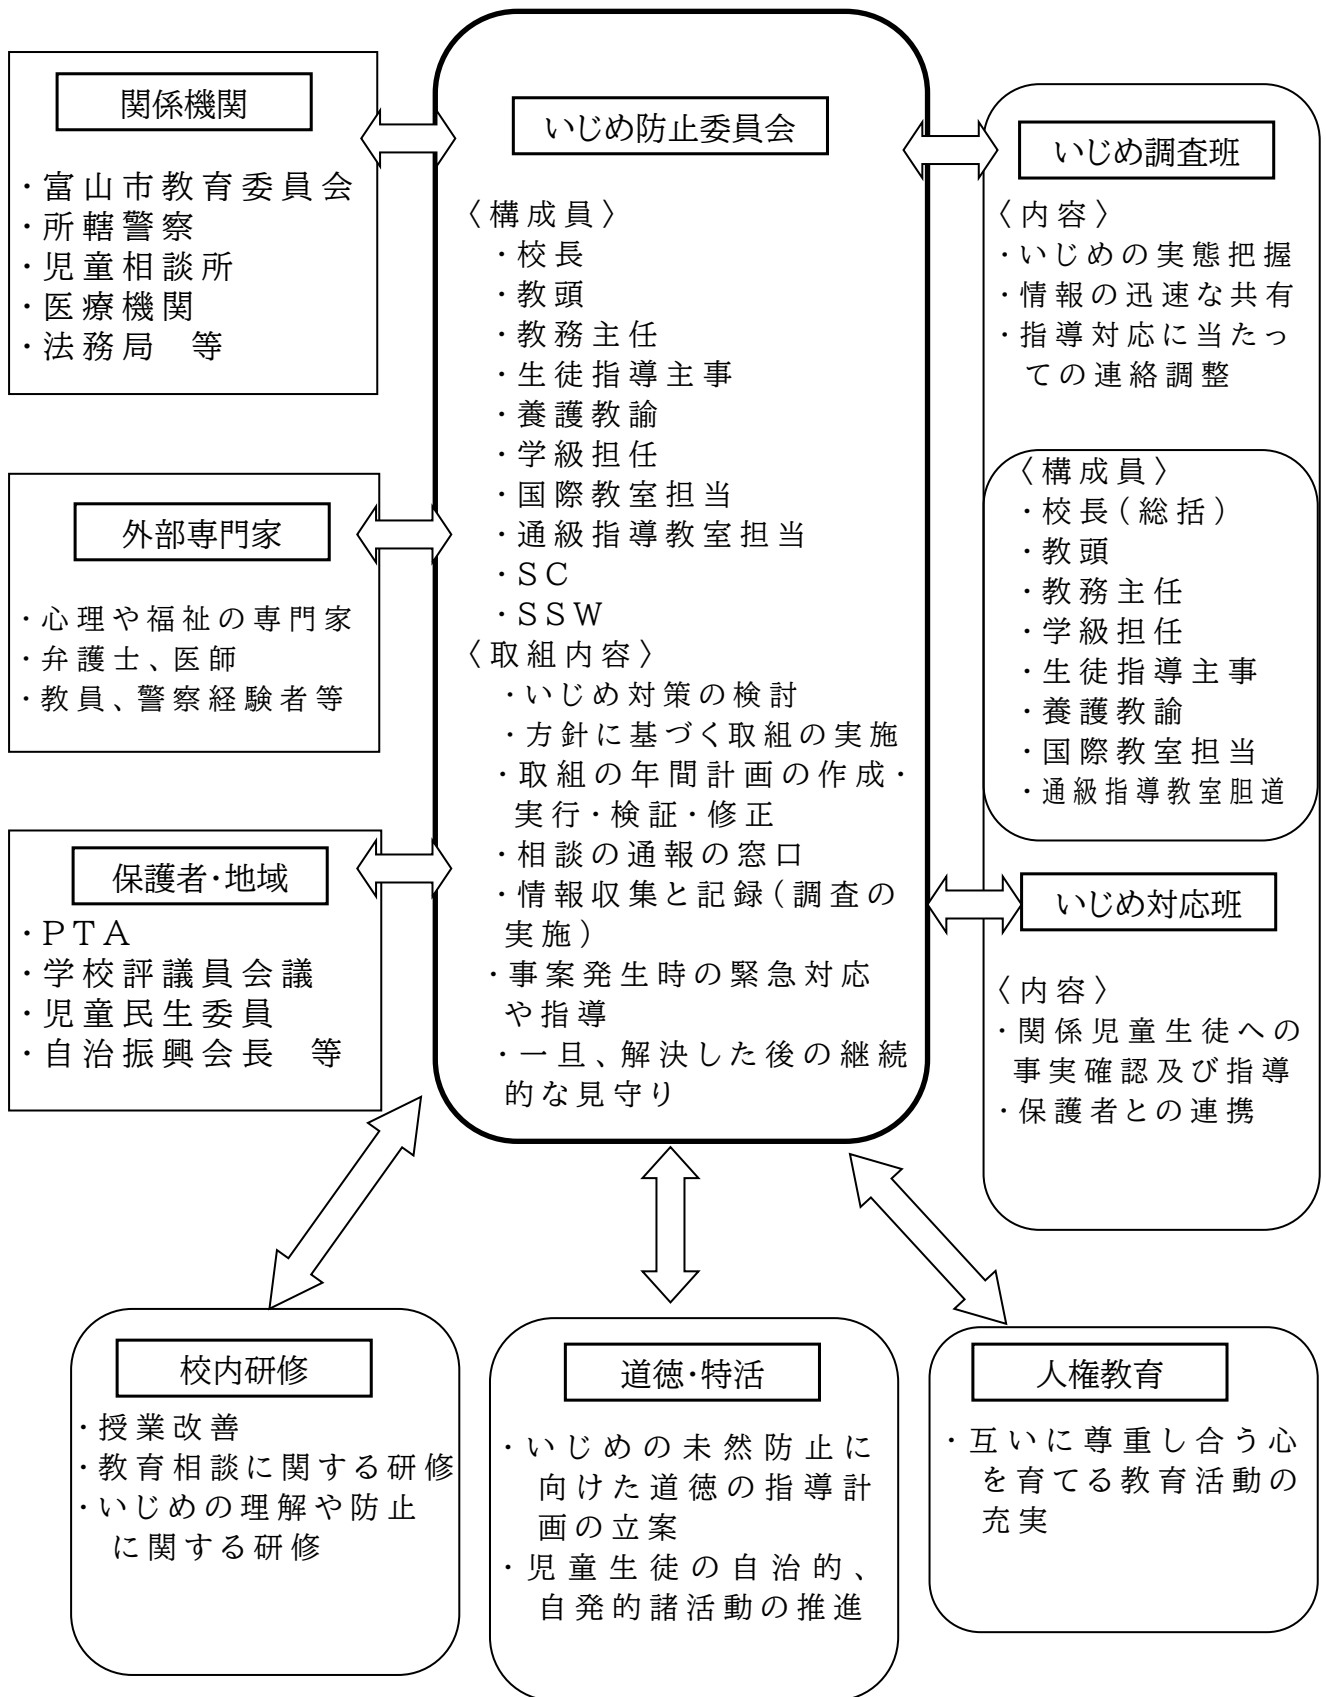 関係機関
・富山市教育委員会
・所轄警察
・児童相談所
・医療機関
・法務局　等
外部専門家
・心理や福祉の専門家
・弁護士、医師
・教員、警察経験者等
保護者・地域
・PTA
・学校評議員会議
・児童民生委員
・自治振興会長　等
いじめ防止委員会
〈構成員〉
・校長
・教頭
・教務主任
・生徒指導主事
・養護教諭
・学級担任
・国際教室担当
・通級指導教室担当
・SC
・SSW
〈取組内容〉
・いじめ対策の検討
・方針に基づく取組の実施
・取組の年間計画の作成・
実行・検証・修正
・相談の通報の窓口
・情報収集と記録(調査の
実施)
・事案発生時の緊急対応
や指導
・一旦、解決した後の継続
的な見守り
いじめ調査班
〈内容〉
・いじめの実態把握
・情報の迅速な共有
・指導対応に当たっ
ての連絡調整
〈構成員〉
・校長(総括)
・教頭
・教務主任
・学級担任
・生徒指導主事
・養護教諭
・国際教室担当
・通級指導教室胆道
いじめ対応班
〈内容〉
・関係児童生徒への
事実確認及び指導
・保護者との連携
校内研修
・授業改善
・教育相談に関する研修
・いじめの理解や防止
に関する研修
道徳・特活
・いじめの未然防止に
向けた道徳の指導計
画の立案
・児童生徒の自治的、
自発的諸活動の推進
人権教育
・互いに尊重し合う心
を育てる教育活動の
充実